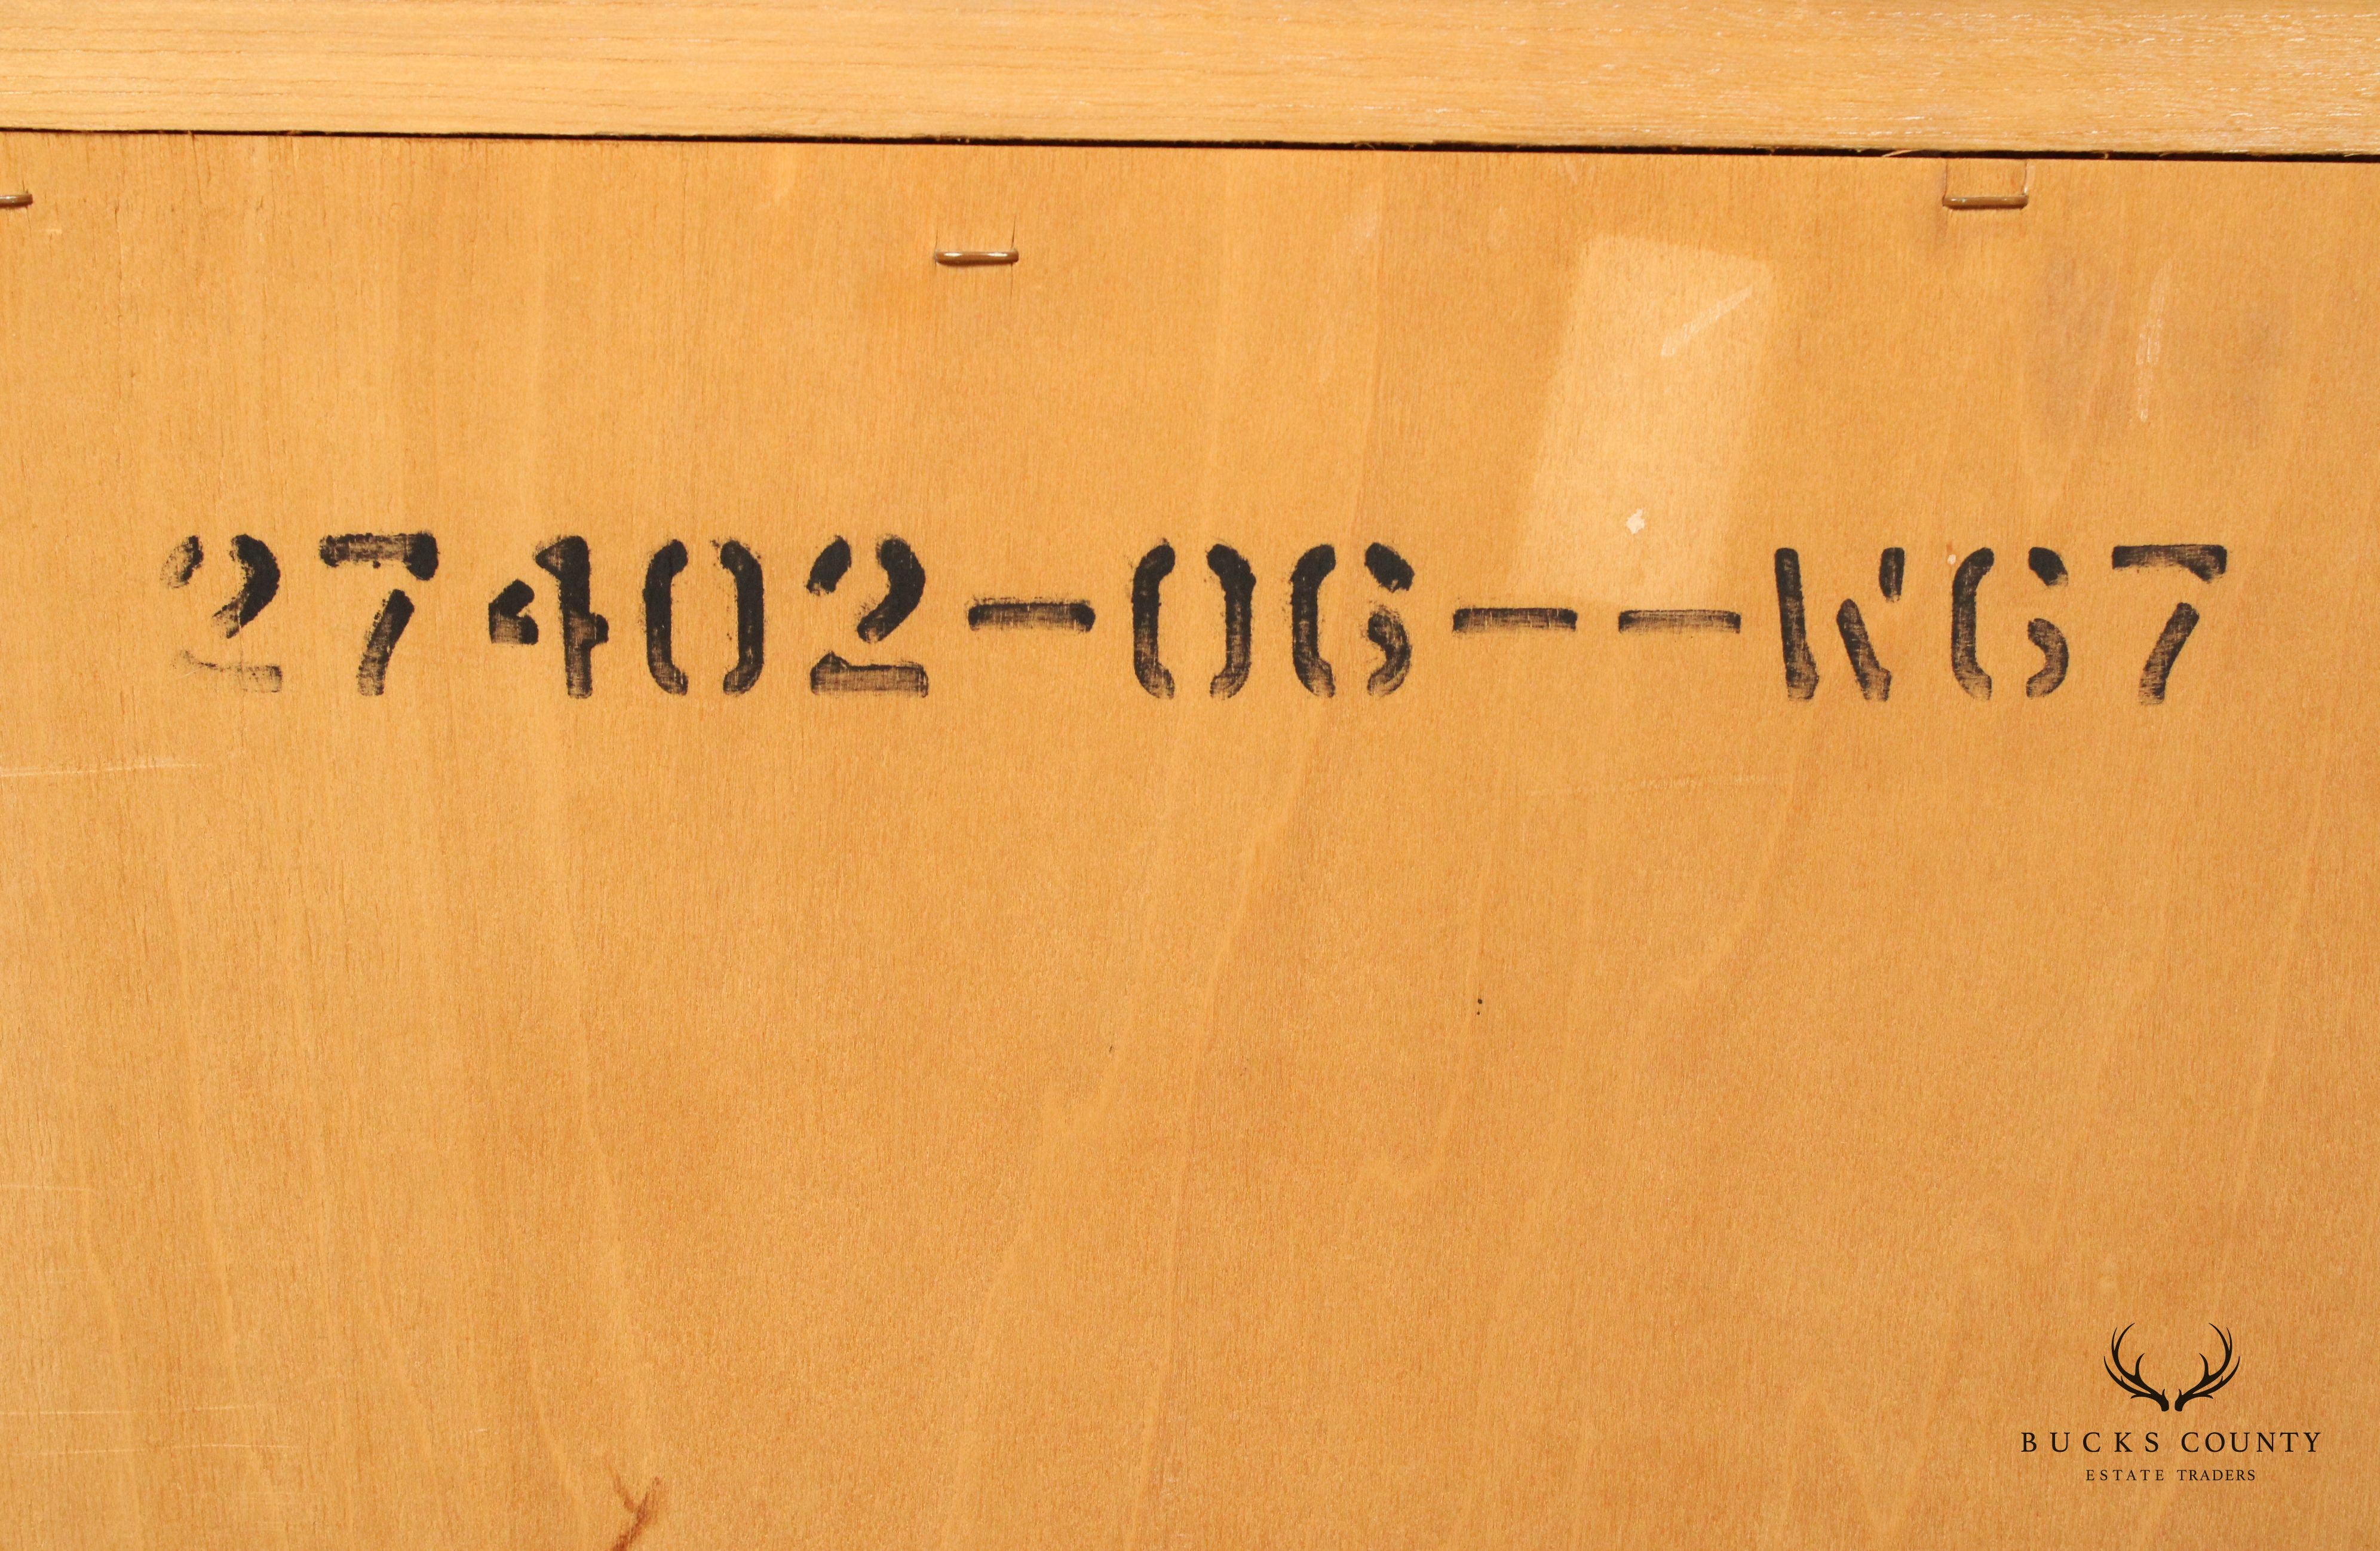 27402-06--W67
BUCKS COUNTY
ESTATE TRADERS